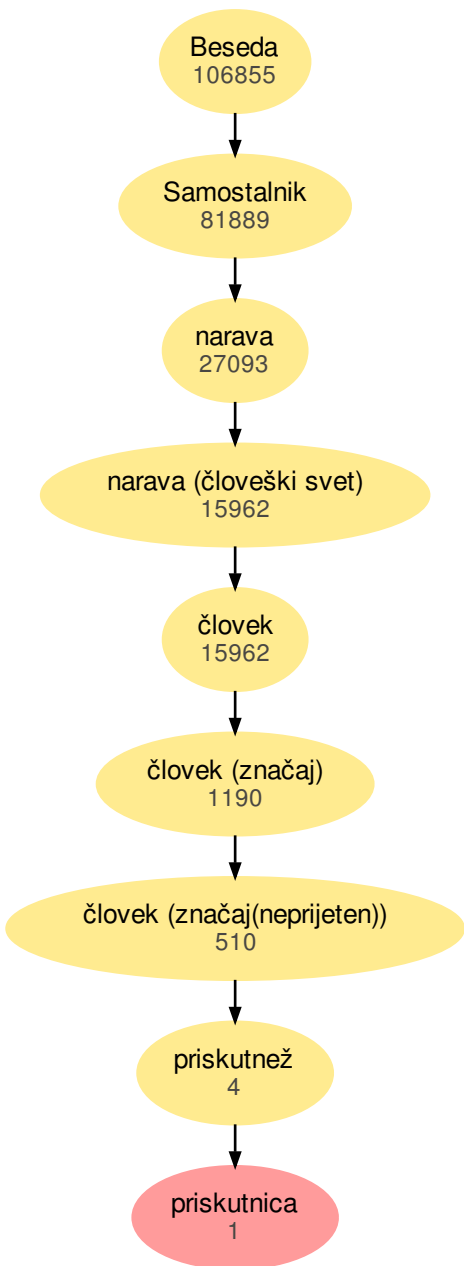 Beseda
106855
Samostalnik
81889
narava
27093
narava (človeški svet)
15962
človek
15962
človek (značaj)
1190
človek (značaj(neprijeten))
510
priskutnež
4
priskutnica
1